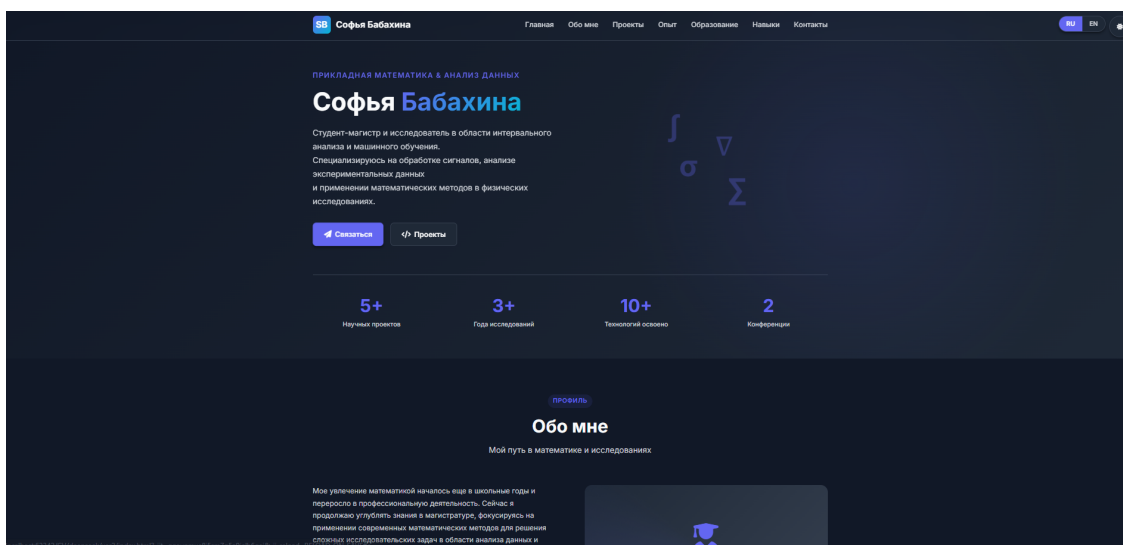 SB Софья Бабахина
Главная Обо мне Проекты Опыт Образование Навыки Контакты
RU EN
ПРИКЛАДНАЯ МАТЕМАТИКА & АНАЛИЗ ДАННЫХ
Софья Бабахина
Студент-магистр и исследователь в области интервального
анализа и машинного обучения.
Специализируюсь на обработке сигналов, анализе
экспериментальных данных
и применении математических методов в физических
исследованиях.
∫
∇
σ
∑
Связаться </> Проекты
5+ 3+ 10+ 2
Научных проектов Года исследований Технологий освоено Конференции
ПРОФИЛЬ
Обо мне
Мой путь в математике и исследованиях
Мое увлечение математикой началось еще в школьные годы и
переросло в профессиональную деятельность. Сейчас я
продолжаю углублять знания в магистратуре, фокусируясь на
применении современных математических методов для решения
сложных исследовательских задач в области анализа данных и